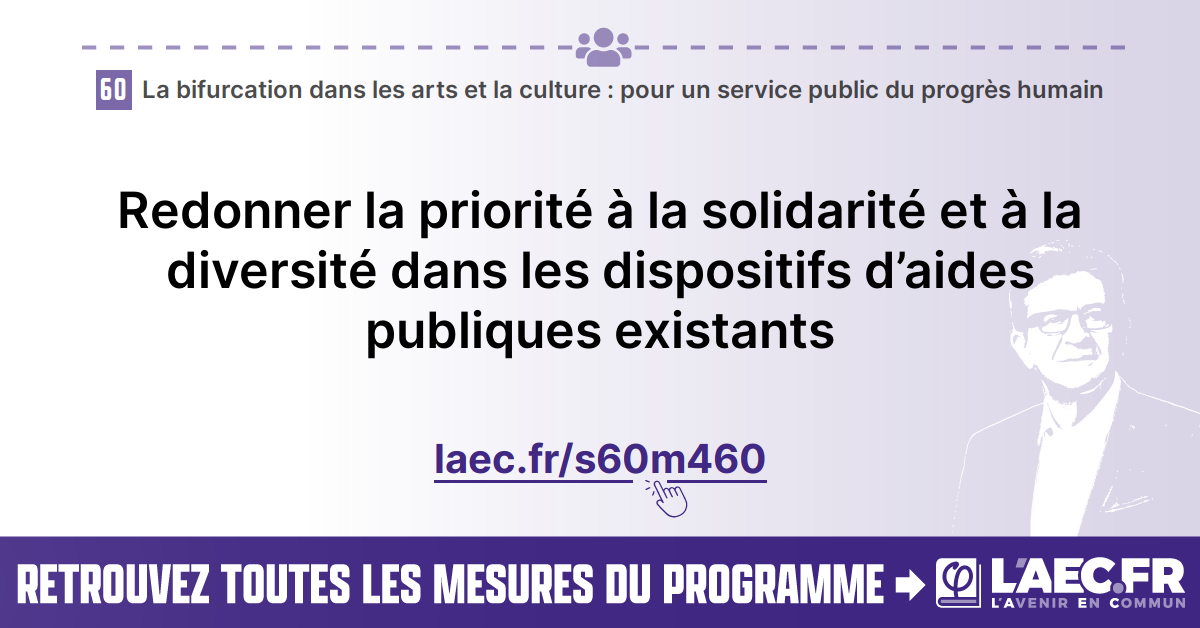 60 La bifurcation dans les arts et la culture : pour un service public du progrès humain
Redonner la priorité à la solidarité et à la
diversité dans les dispositifs d’aides
publiques existants
laec.fr/s60m460
RETROUVEZ TOUTES LES MESURES DU PROGRAMME
L'AEC.FR
L'AVENIR EN COMMUN